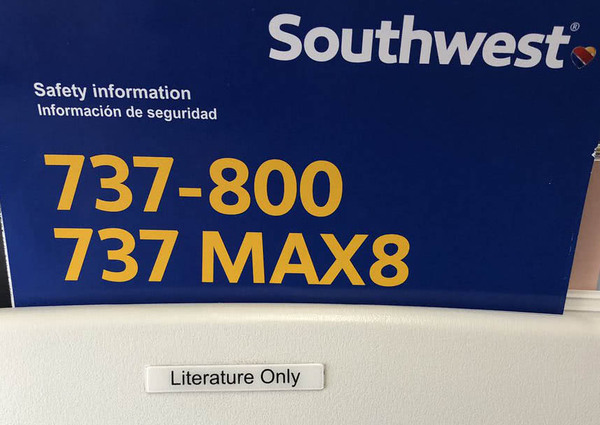 Southwest®
Safety information
Información de seguridad
737-800
737 MAX8
Literature Only